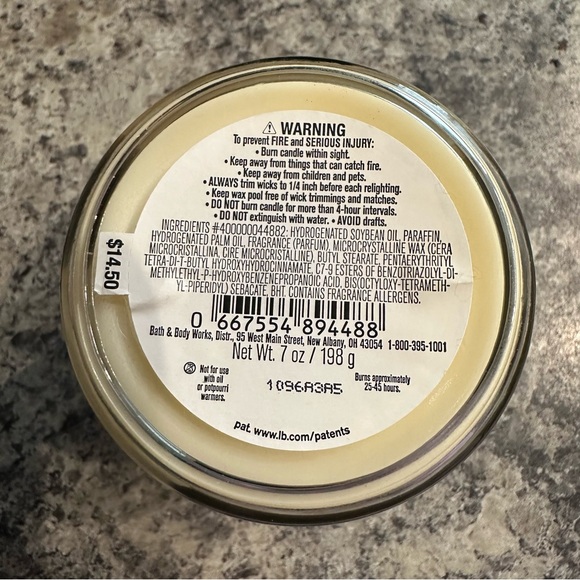 ⚠ WARNING
To prevent FIRE and SERIOUS INJURY:
• Burn candle within sight.
• Keep away from things that can catch fire.
• Keep away from children and pets.
• ALWAYS trim wicks to 1/4 inch before each relighting.
• Keep wax pool free of wick trimmings and matches.
• DO NOT burn candle for more than 4-hour intervals.
• DO NOT extinguish with water. • AVOID drafts.
INGREDIENTS #400000044882: HYDROGENATED SOYBEAN OIL, PARAFFIN,
HYDROGENATED PALM OIL, FRAGRANCE (PARFUM), MICROCRYSTALLINE WAX (CERA
MICROCRISTALLINA, CIRE MICROCRISTALLINE), BUTYL STEARATE, PENTAERYTHRITYL
TETRA-DI-T-BUTYL HYDROXYHYDROCINNAMATE, C7-9 ESTERS OF BENZOTRIAZOLYL-DI-
METHYLETHYL-P-HYDROXYBENZENEPROPANOIC ACID, BIS(OCTYLOXY-TETRAMETH-
YL-PIPERIDYL) SEBACATE, BHT. CONTAINS FRAGRANCE ALLERGENS.
$14.50
0 667554 894488
Bath & Body Works, Distr., 95 West Main Street, New Albany, OH 43054 1-800-395-1001
Net Wt. 7 oz / 198 g
Not for use
with oil
or potpourri
warmers.
1096A3A5
Burns approximately
25-45 hours.
pat. www.lb.com/patents